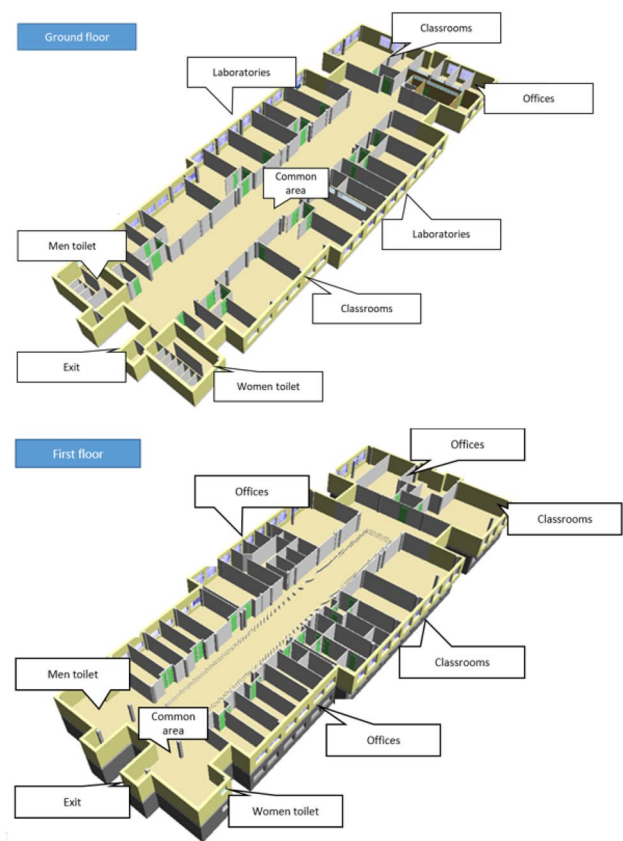 Ground floor
Classrooms
Laboratories
Offices
Common
area
Laboratories
Men toilet
Classrooms
Exit
Women toilet
First floor
Offices
Offices
Classrooms
Classrooms
Men toilet
Common
area
Offices
Exit
Women toilet